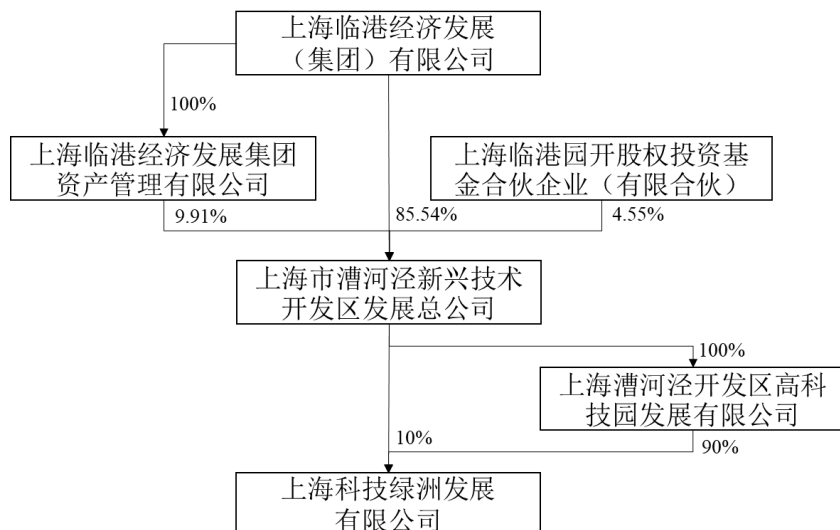 上海临港经济发展
（集团）有限公司
100%
上海临港经济发展集团
资产管理有限公司
上海临港园开股权投资基
金合伙企业（有限合伙）
9.91%
85.54%
4.55%
上海市漕河泾新兴技术
开发区发展总公司
100%
上海漕河泾开发区高科
技园发展有限公司
10%
90%
上海科技绿洲发展
有限公司